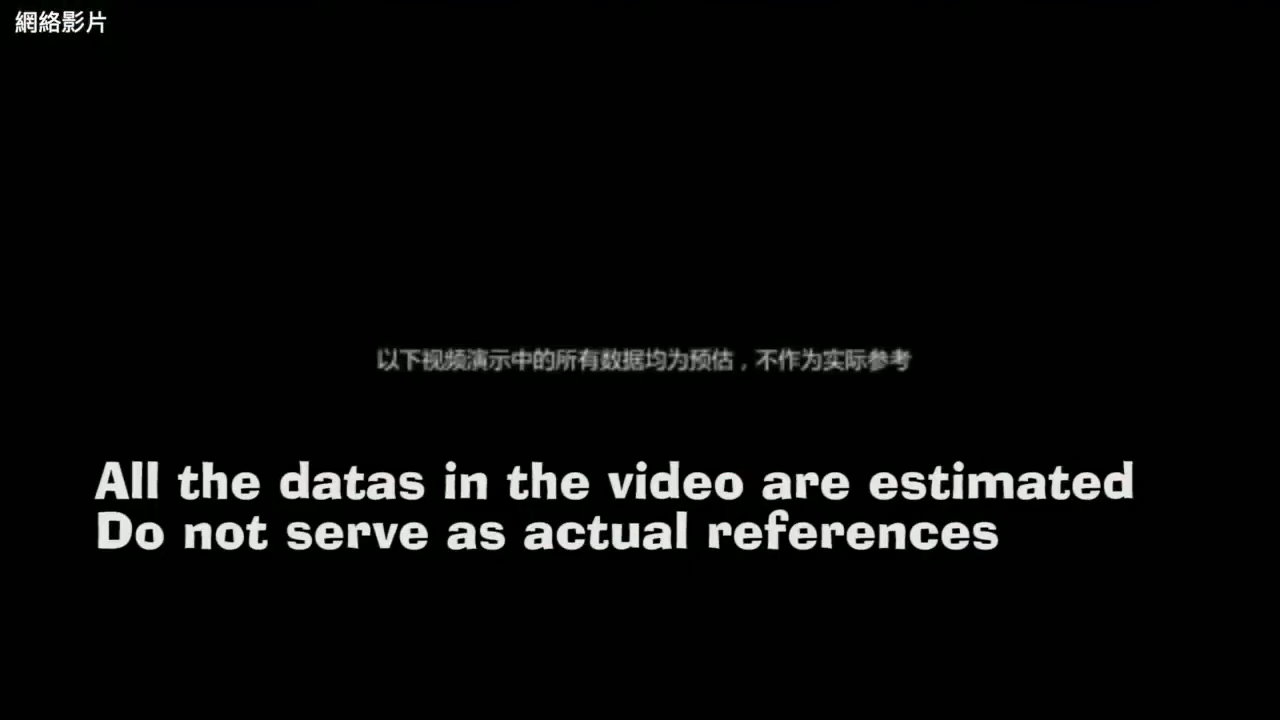 網絡影片
以下视频演示中的所有数据均为预估，不作为实际参考
All the datas in the video are estimated
Do not serve as actual references